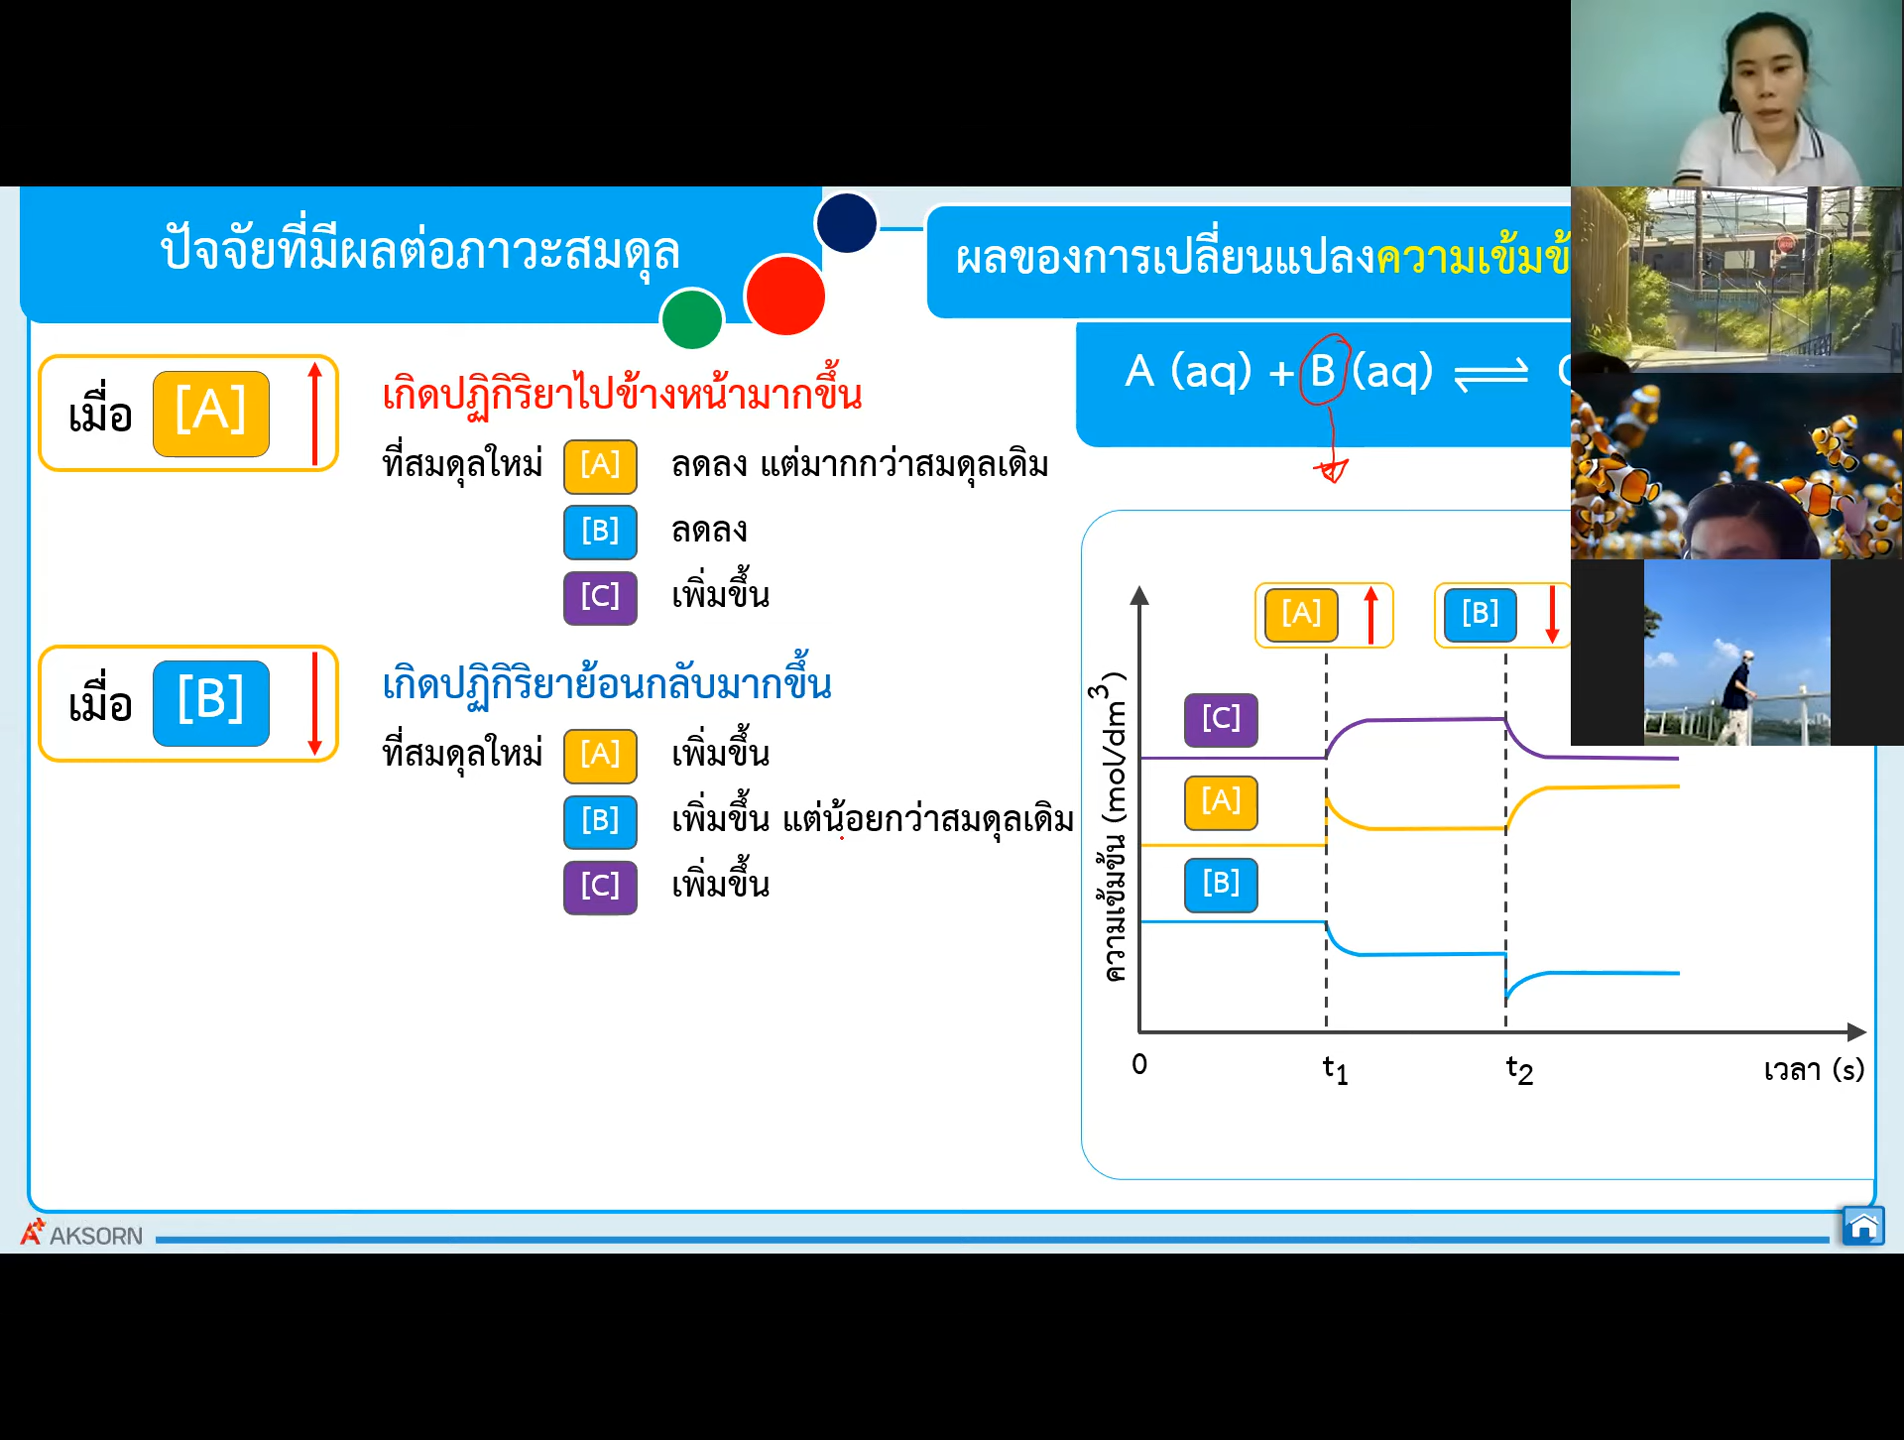 ปัจจัยที่มีผลต่อภาวะสมดุล
ผลของการเปลี่ยนแปลงความเข้มข้
A (aq) + B (aq) ⇌
เมื่อ [A] ↑
เกิดปฏิกิริยาไปข้างหน้ามากขึ้น
ที่สมดุลใหม่ [A] ลดลง แต่มากกว่าสมดุลเดิม
[B] ลดลง
[C] เพิ่มขึ้น
เมื่อ [B] ↓
เกิดปฏิกิริยาย้อนกลับมากขึ้น
ที่สมดุลใหม่ [A] เพิ่มขึ้น
[B] เพิ่มขึ้น แต่น้อยกว่าสมดุลเดิม
[C] เพิ่มขึ้น
[A] ↑ [B] ↓
[C]
[A]
[B]
ความเข้มข้น (mol/dm³)
0 t₁ t₂ เวลา (s)
AKSORN